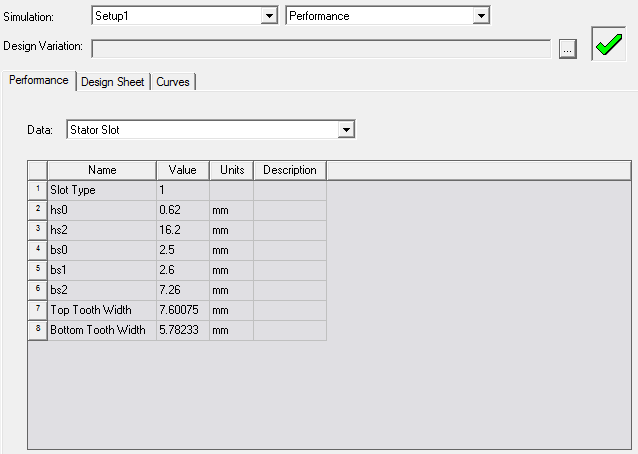 Simulation: Setup1 Performance
Design Variation: ...
Performance Design Sheet Curves
Data: Stator Slot
Name Value Units Description
1 Slot Type 1
2 hs0 0.62 mm
3 hs2 16.2 mm
4 bs0 2.5 mm
5 bs1 2.6 mm
6 bs2 7.26 mm
7 Top Tooth Width 7.60075 mm
8 Bottom Tooth Width 5.78233 mm